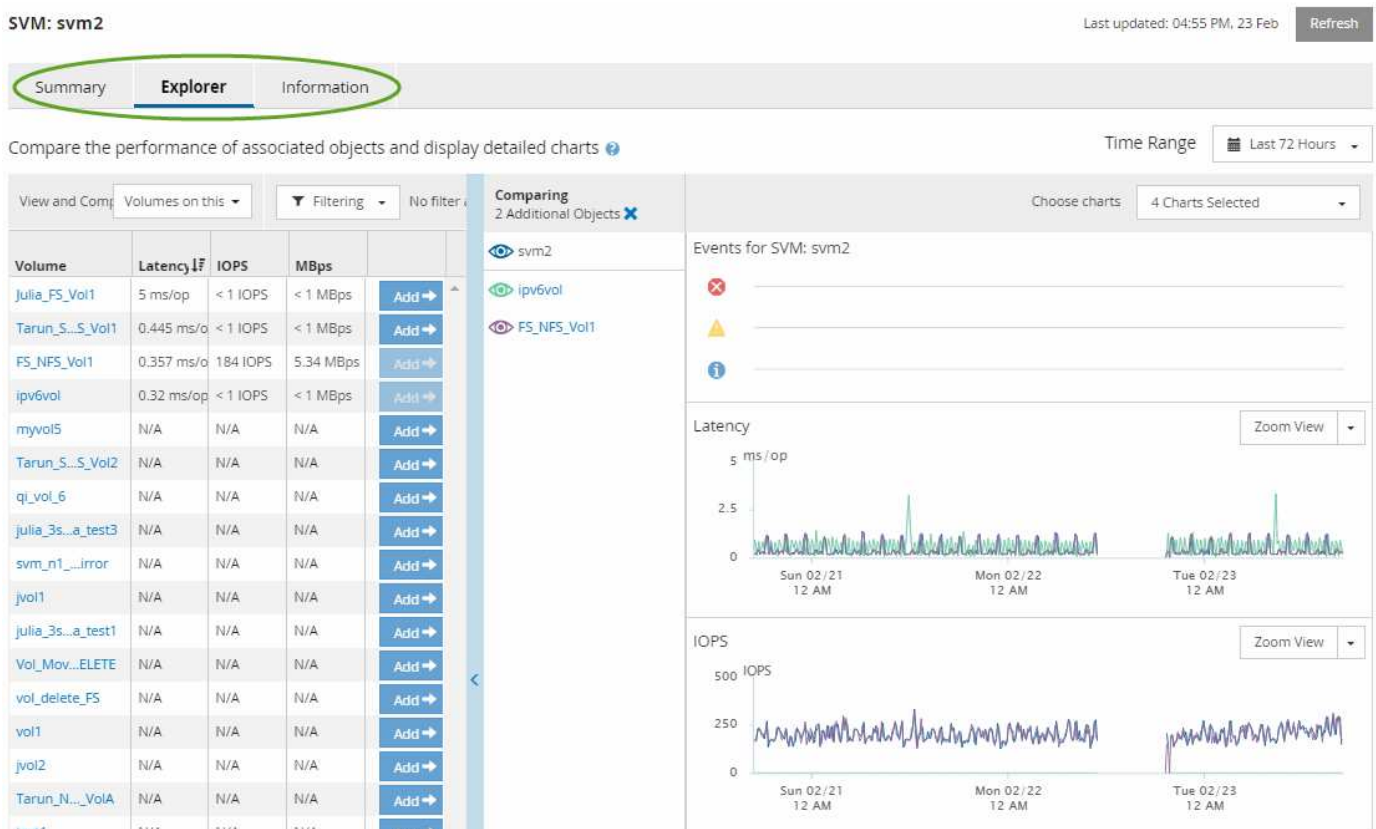 SVM: svm2
Last updated: 04:55 PM, 23 Feb Refresh
Summary Explorer Information
Compare the performance of associated objects and display detailed charts ?
Time Range Last 72 Hours
View and Comp Volumes on this Filtering No filter
Comparing
2 Additional Objects
Choose charts 4 Charts Selected
Volume Latency IOPS MBps
Julia_FS_Vol1 5 ms/op < 1 IOPS < 1 MBps Add
Tarun_S...S_Vol1 0.445 ms/o < 1 IOPS < 1 MBps Add
FS_NFS_Vol1 0.357 ms/o 184 IOPS 5.34 MBps Add
ipv6vol 0.32 ms/op < 1 IOPS < 1 MBps Add
myvol5 N/A N/A N/A Add
Tarun_S...S_Vol2 N/A N/A N/A Add
qi_vol_6 N/A N/A N/A Add
julia_3s...a_test3 N/A N/A N/A Add
svm_n1_...irror N/A N/A N/A Add
jvol1 N/A N/A N/A Add
julia_3s...a_test1 N/A N/A N/A Add
Vol_Mov...ELETE N/A N/A N/A Add
vol_delete_FS N/A N/A N/A Add
vol1 N/A N/A N/A Add
jvol2 N/A N/A N/A Add
Tarun_N..._VolA N/A N/A N/A Add
svm2
ipv6vol
FS_NFS_Vol1
Events for SVM: svm2
Latency Zoom View
5 ms/op
2.5
0
Sun 02/21 Mon 02/22 Tue 02/23
12 AM 12 AM 12 AM
IOPS Zoom View
500 IOPS
250
0
Sun 02/21 Mon 02/22 Tue 02/23
12 AM 12 AM 12 AM